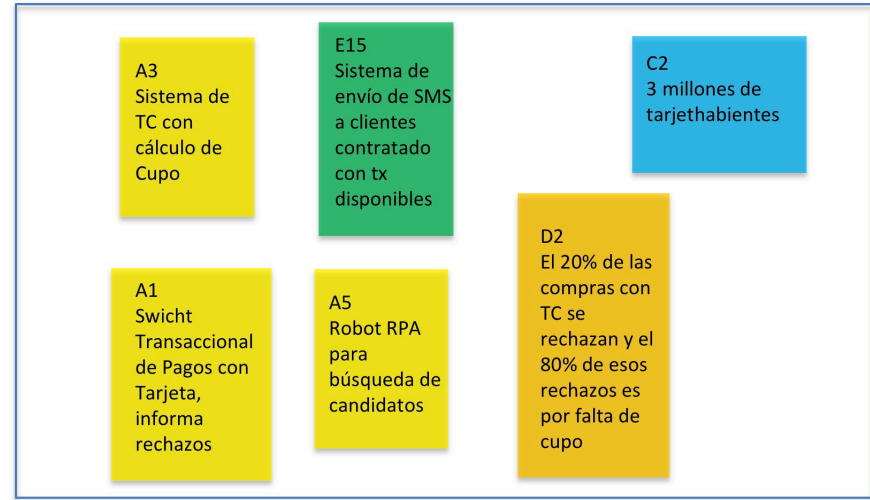 A3
Sistema de
TC con
cálculo de
Cupo
E15
Sistema de
envío de SMS
a clientes
contratado
con tx
disponibles
C2
3 millones de
tarjethabientes
A1
Swicht
Transaccional
de Pagos con
Tarjeta,
informa
rechazos
A5
Robot RPA
para
búsqueda de
candidatos
D2
El 20% de las
compras con
TC se
rechazan y el
80% de esos
rechazos es
por falta de
cupo